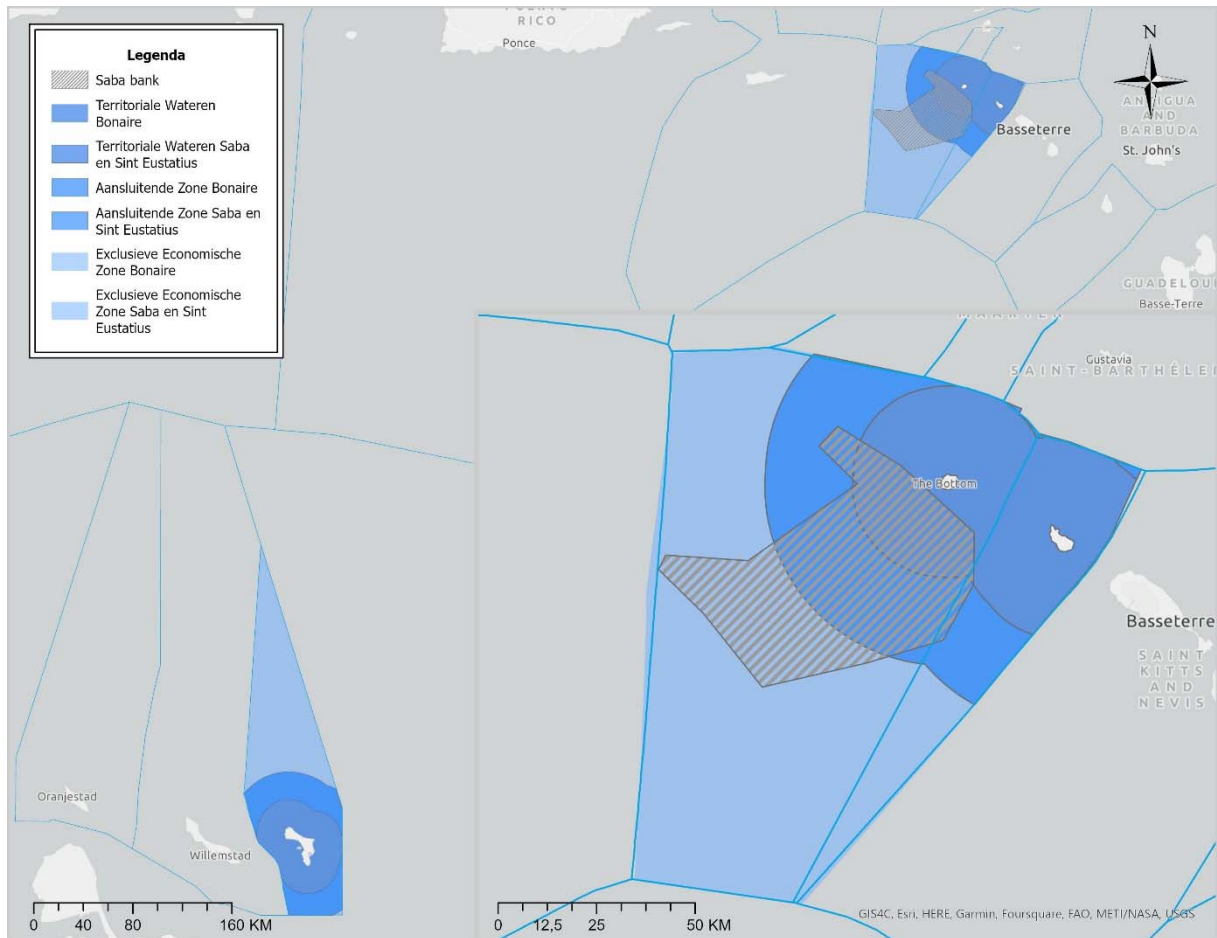 RICO
Ponce
N
Legenda
Saba bank
Territoriale Wateren
Bonaire
Territoriale Wateren Saba
en Sint Eustatius
Aansluitende Zone Bonaire
Aansluitende Zone Saba en
Sint Eustatius
Exclusieve Economische
Zone Bonaire
Exclusieve Economische
Zone Saba en Sint
Eustatius
Basseterre
ANTIGUA
AND
BARBUDA
St. John's
GUADELOU
Basse-Terre
Gustavia
SAINT-BARTHÉLEM
The Bottom
Basseterre
SAINT
KITTS
AND
NEVIS
Oranjestad
Willemstad
0 40 80 160 KM
0 12,5 25 50 KM
GIS4C, Esri, HERE, Garmin, Foursquare, FAO, METI/NASA, USGS